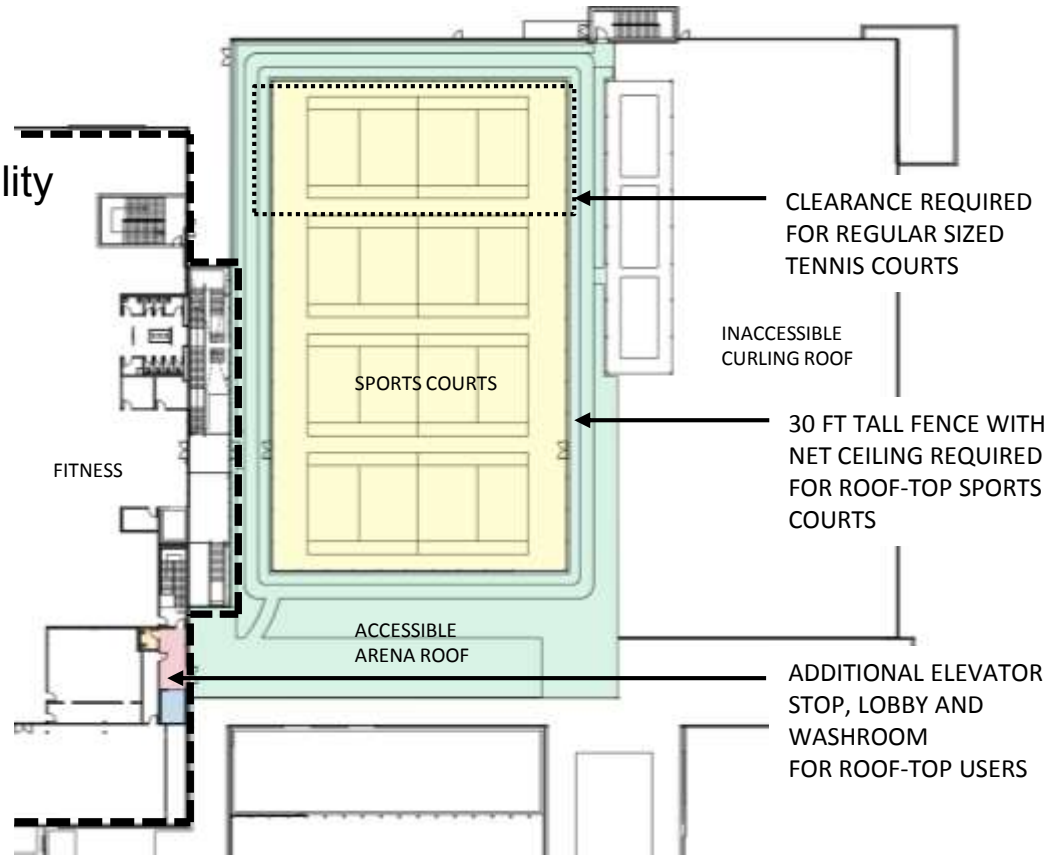 lity
CLEARANCE REQUIRED
FOR REGULAR SIZED
TENNIS COURTS
INACCESSIBLE
CURLING ROOF
SPORTS COURTS
30 FT TALL FENCE WITH
NET CEILING REQUIRED
FOR ROOF-TOP SPORTS
COURTS
FITNESS
ACCESSIBLE
ARENA ROOF
ADDITIONAL ELEVATOR
STOP, LOBBY AND
WASHROOM
FOR ROOF-TOP USERS